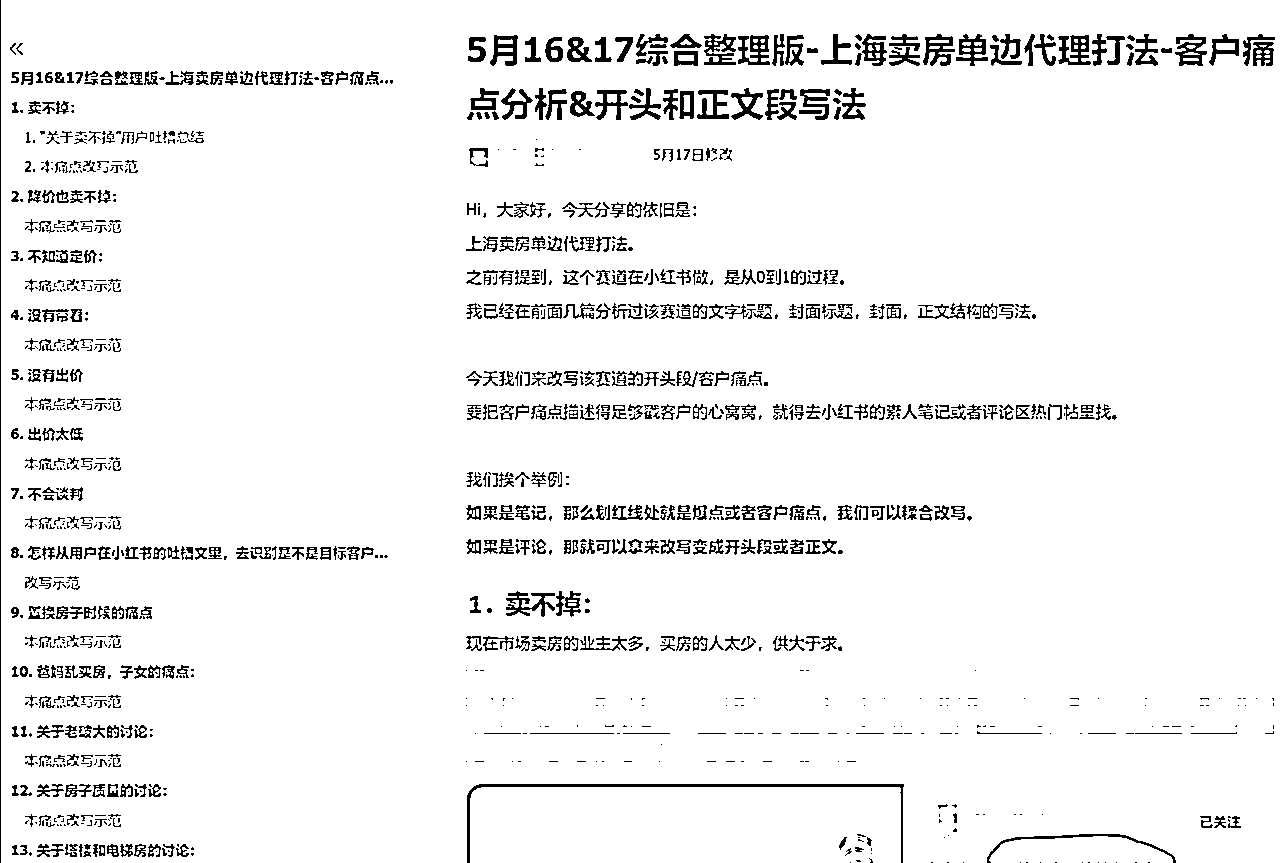 5月16&17综合整理版-上海卖房单边代理打法-客户痛点...
1. 卖不掉：
1. "关于卖不掉"用户吐槽总结
2. 本痛点改写示范
2. 降价也卖不掉：
本痛点改写示范
3. 不知道定价：
本痛点改写示范
4. 没有带看：
本痛点改写示范
5. 没有出价
本痛点改写示范
6. 出价太低
本痛点改写示范
7. 不会谈判
本痛点改写示范
8. 怎样从用户在小红书的吐槽文里，去识别是不是目标客户...
改写示范
9. 置换房子时候的痛点
本痛点改写示范
10. 爸妈乱买房，子女的痛点：
本痛点改写示范
11. 关于老破大的讨论：
本痛点改写示范
12. 关于房子质量的讨论：
本痛点改写示范
13. 关于塔楼和电梯房的讨论：
5月16&17综合整理版-上海卖房单边代理打法-客户痛
点分析&开头和正文段写法
5月17日修改
Hi，大家好，今天分享的依旧是：
上海卖房单边代理打法。
之前有提到，这个赛道在小红书做，是从0到1的过程。
我已经在前面几篇分析过该赛道的文字标题，封面标题，封面，正文结构的写法。
今天我们来改写该赛道的开头段/客户痛点。
要把客户痛点描述得足够戳客户的心窝窝，就得去小红书的素人笔记或者评论区热门帖里找。
我们挨个举例：
如果是笔记，那么划红线处就是爆点或者客户痛点，我们可以糅合改写。
如果是评论，那就可以拿来改写变成开头段或者正文。
1. 卖不掉：
现在市场卖房的业主太多，买房的人太少，供大于求。
已关注